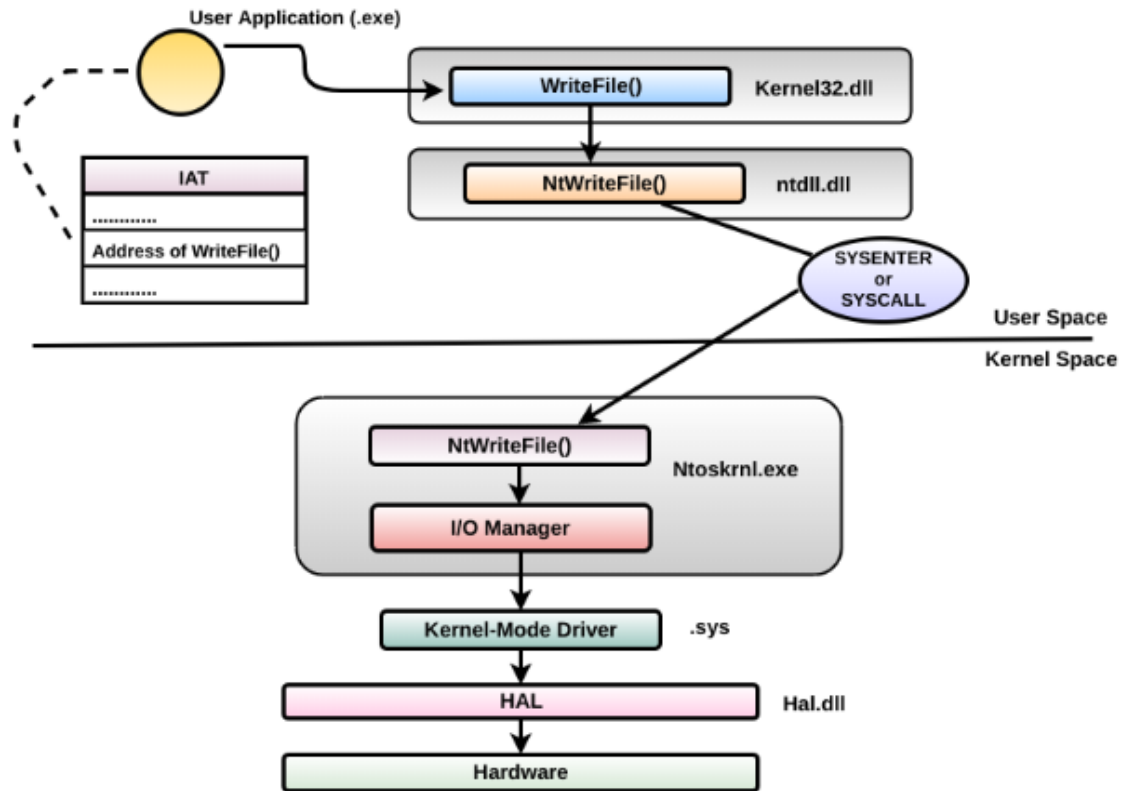 User Application (.exe)
WriteFile()
Kernel32.dll
NtWriteFile()
ntdll.dll
IAT
............
Address of WriteFile()
............
SYSENTER
or
SYSCALL
User Space
Kernel Space
NtWriteFile()
Ntoskrnl.exe
I/O Manager
Kernel-Mode Driver
.sys
HAL
Hal.dll
Hardware